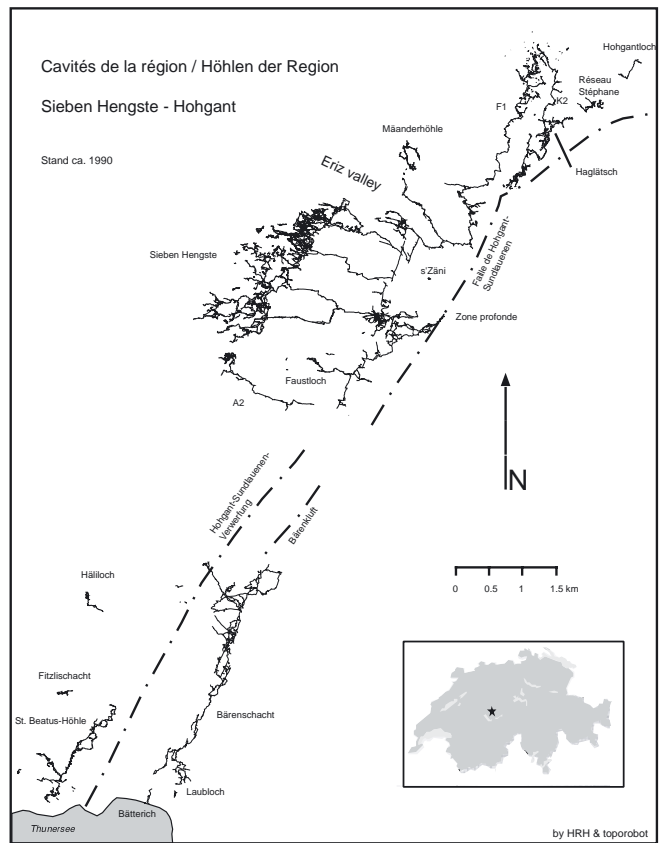 Cavités de la région / Höhlen der Region
Sieben Hengste - Hohgant
Stand ca. 1990
Hohgantloch
Réseau
Stéphane
F1
K2
Mäanderhöhle
Haglätsch
Eriz valley
Sieben Hengste
s'Zäni
Faille de Hohgant-
Sundlauenen
Zone profonde
Faustloch
A2
N
Hohgant-Sundlauenen-
Verwerfung
Bärenkluft
Häliloch
0 0.5 1 1.5 km
Fitzlischacht
St. Beatus-Höhle
Bärenschacht
Laubloch
Bätterich
Thunersee
by HRH & toporobot